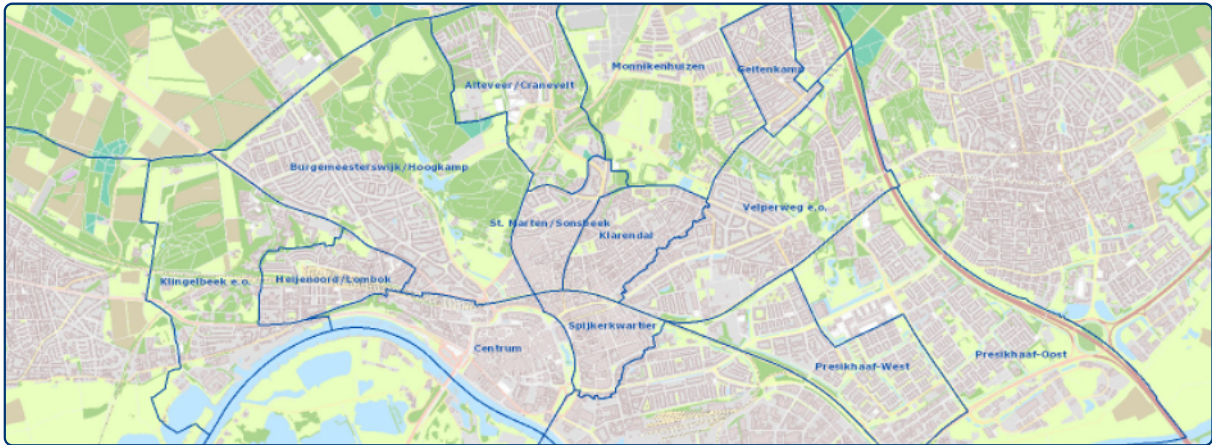 Monnikenhuizen
Geitenkamp
Alteveer/Cranevelt
Burgemeesterswijk/Hoogkamp
Velperweg e.o.
St. Marten/Sonsbeek
Klarendal
Klingelbeek e.o.
Heijenoord/Lombok
Spijkerkwartier
Centrum
Presikhaaf-Oost
Presikhaaf-West